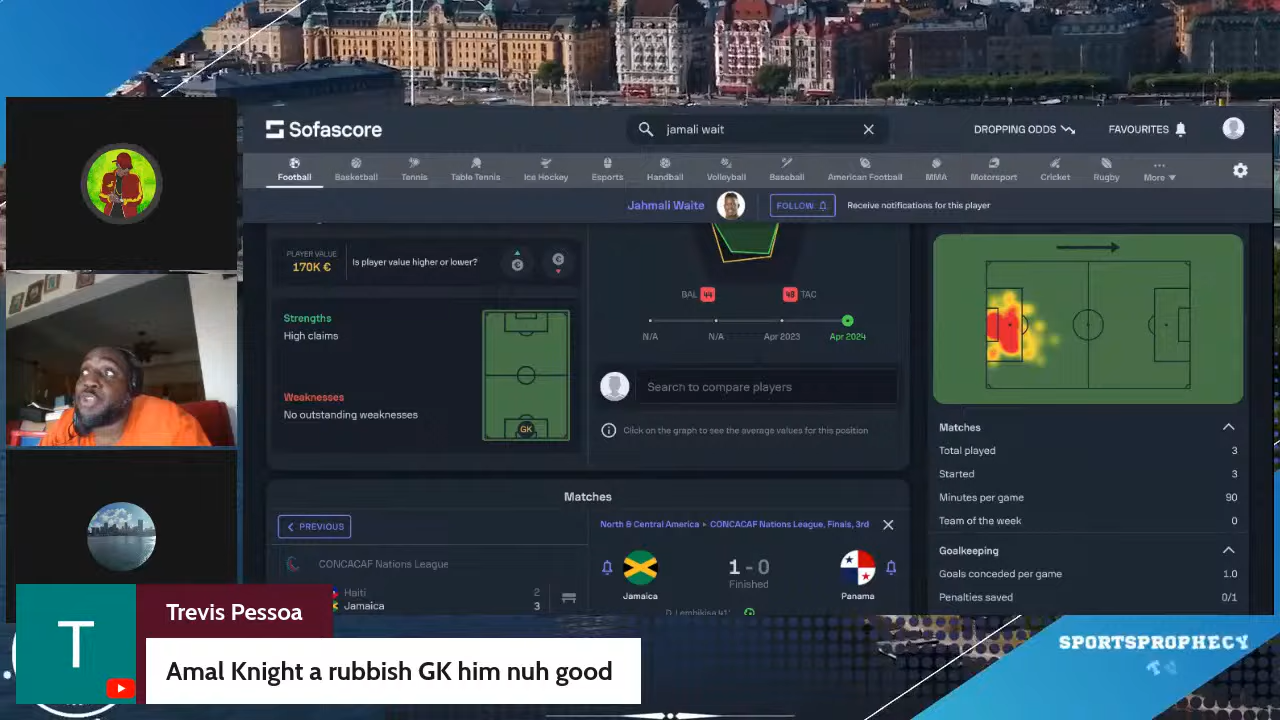 Sofascore
jamali wait
DROPPING ODDS
FAVOURITES
Football
Basketball
Tennis
Table Tennis
Ice Hockey
Esports
Handball
Volleyball
Baseball
American Football
MMA
Motorsport
Cricket
Rugby
More
Jahmali Waite
FOLLOW
Receive notifications for this player
PLAYER VALUE
170K €
Is player value higher or lower?
Strengths
High claims
Weaknesses
No outstanding weaknesses
GK
BAL 44
48 TAC
N/A
N/A
Apr 2023
Apr 2024
Search to compare players
Click on the graph to see the average values for this position
Matches
PREVIOUS
CONCACAF Nations League
Haiti 2
Jamaica 3
North & Central America
CONCACAF Nations League, Finals, 3rd
1 - 0
Finished
Jamaica
Panama
D. Lembikisa 41'
Matches
Total played 3
Started 3
Minutes per game 90
Team of the week 0
Goalkeeping
Goals conceded per game 1.0
Penalties saved 0/1
T
Trevis Pessoa
Amal Knight a rubbish GK him nuh good
SPORTSPROPHECY